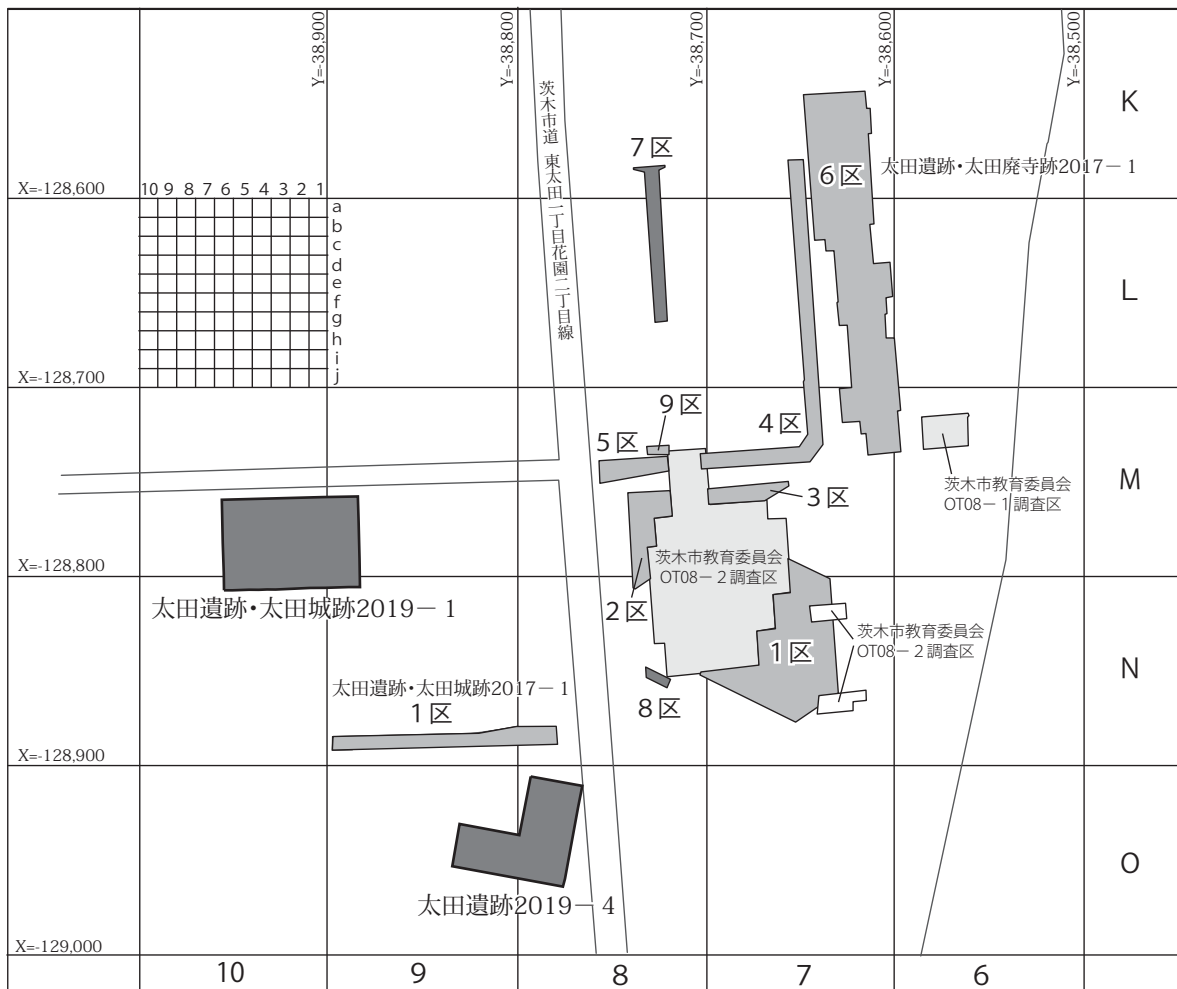 Y=-38,900
Y=-38,800
Y=-38,700
Y=-38,600
Y=-38,500
K
茨木市道 東太田一丁目花園二丁目線
7区
6区
太田遺跡・太田廃寺跡2017－1
X=-128,600
10 9 8 7 6 5 4 3 2 1
a
b
c
d
e
f
g
h
i
j
L
X=-128,700
9区
5区
4区
3区
M
茨木市教育委員会
OT08－1調査区
茨木市教育委員会
OT08－2調査区
X=-128,800
太田遺跡・太田城跡2019－1
2区
茨木市教育委員会
OT08－2調査区
1区
N
太田遺跡・太田城跡2017－1
1区
8区
X=-128,900
O
太田遺跡2019－4
X=-129,000
10
9
8
7
6